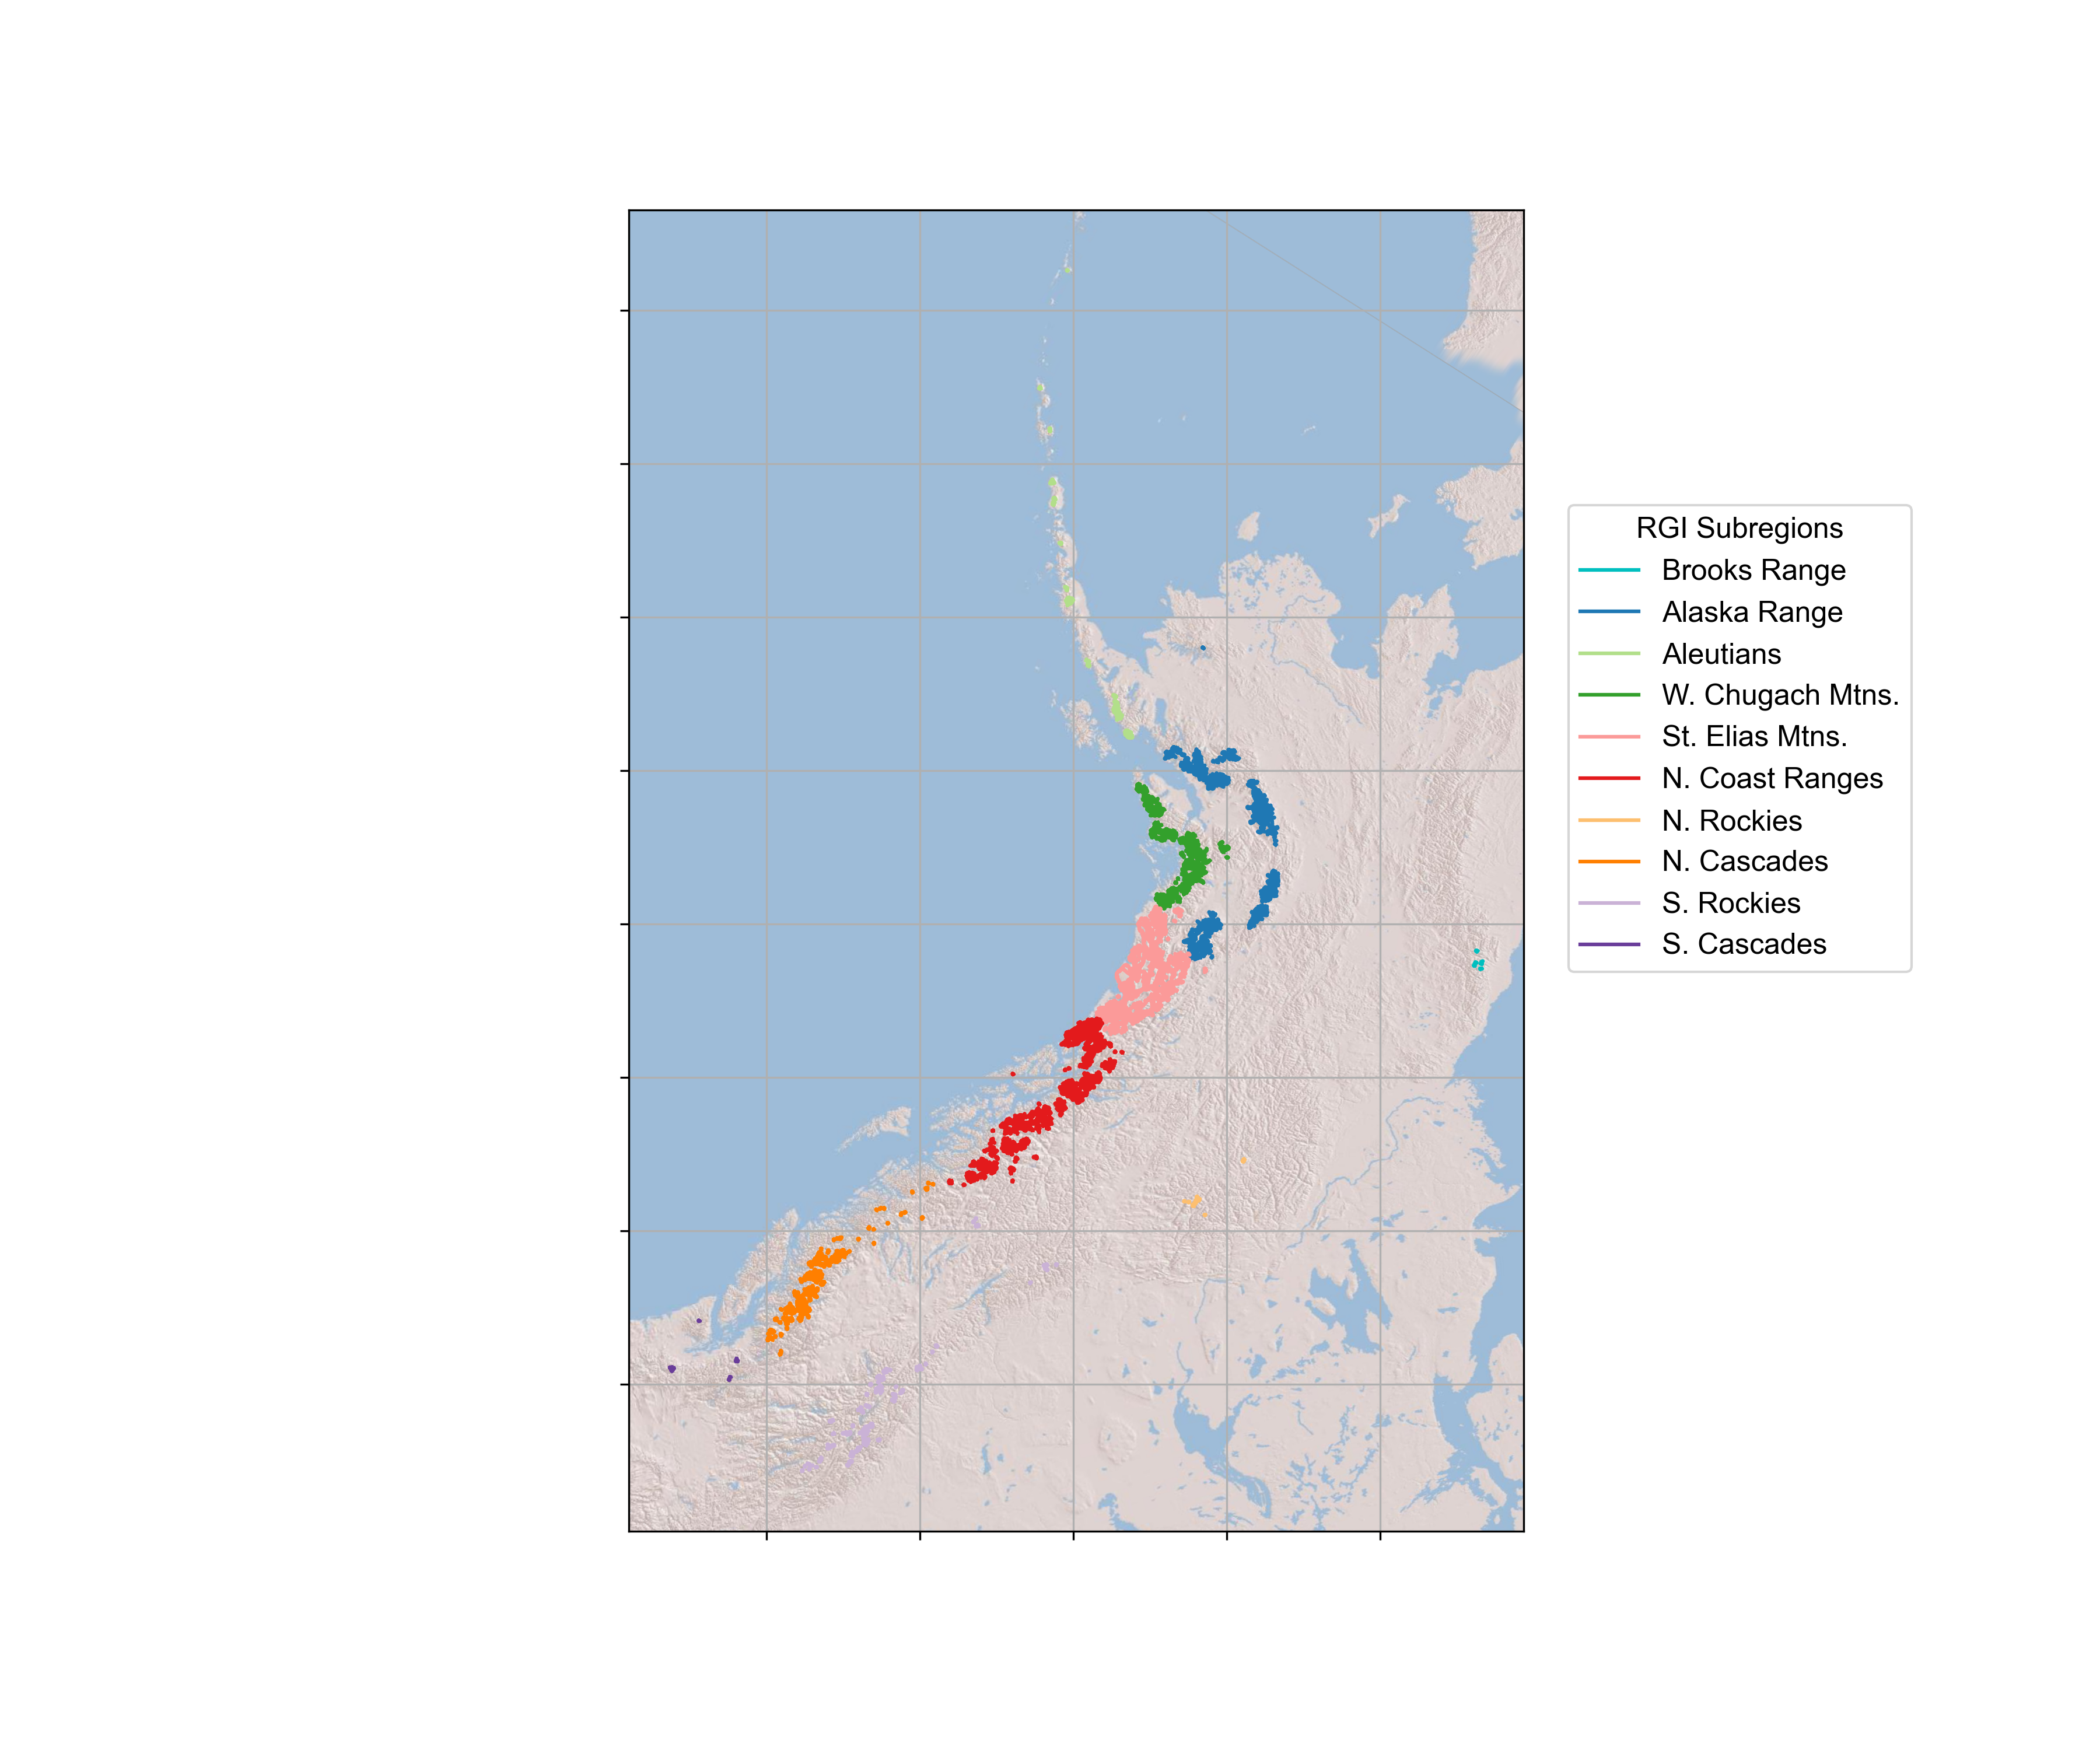 RGI Subregions
Brooks Range
Alaska Range
Aleutians
W. Chugach Mtns.
St. Elias Mtns.
N. Coast Ranges
N. Rockies
N. Cascades
S. Rockies
S. Cascades